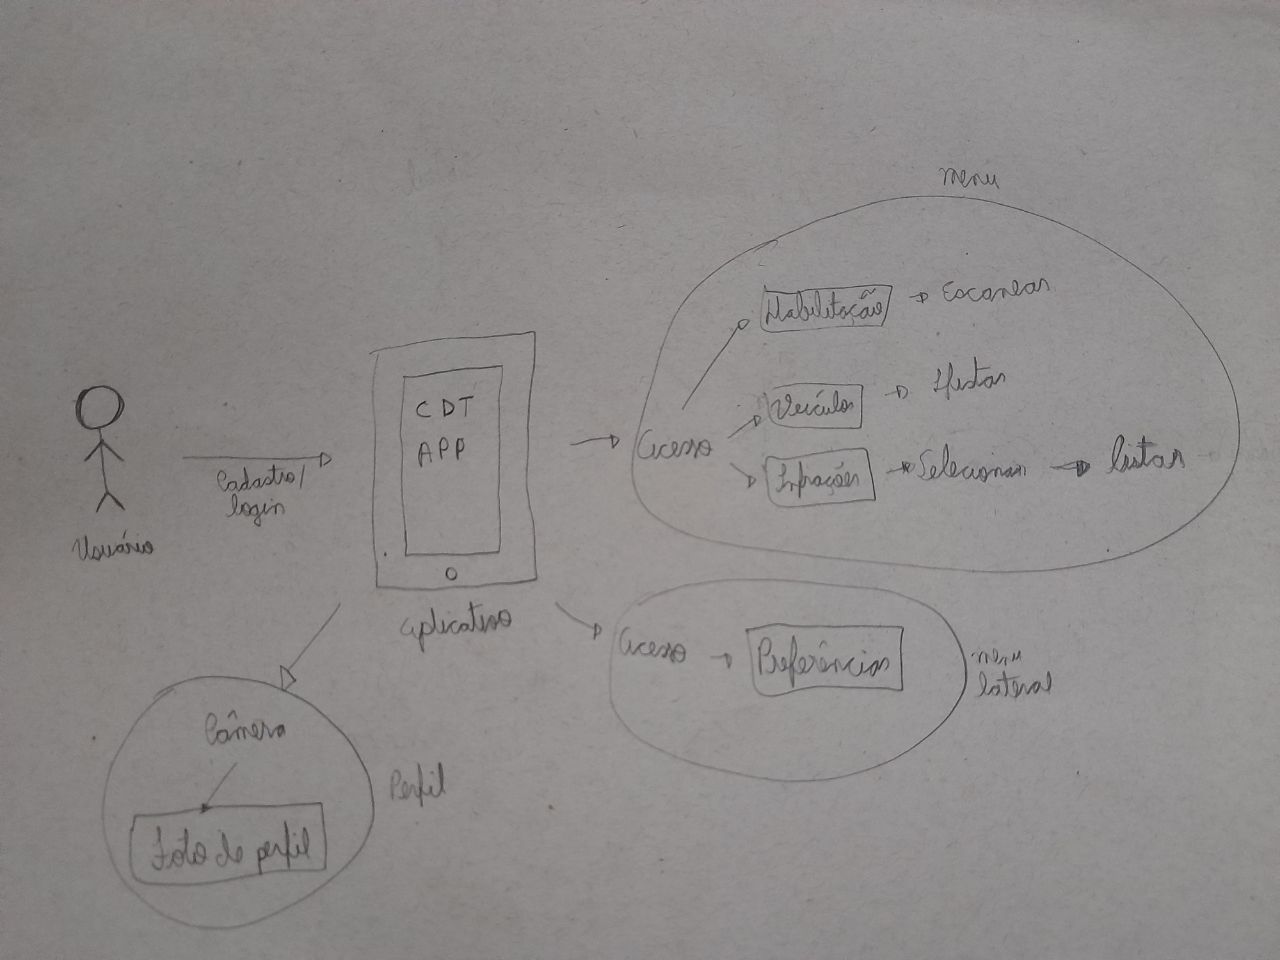 menu
Habilitação
Escanear
Veículos
CDT
APP
acesso
Infrações
Selecionar
listar
Cadastro/
login
Usuário
aplicativo
acesso
Preferências
menu
lateral
Câmera
Perfil
Foto de perfil